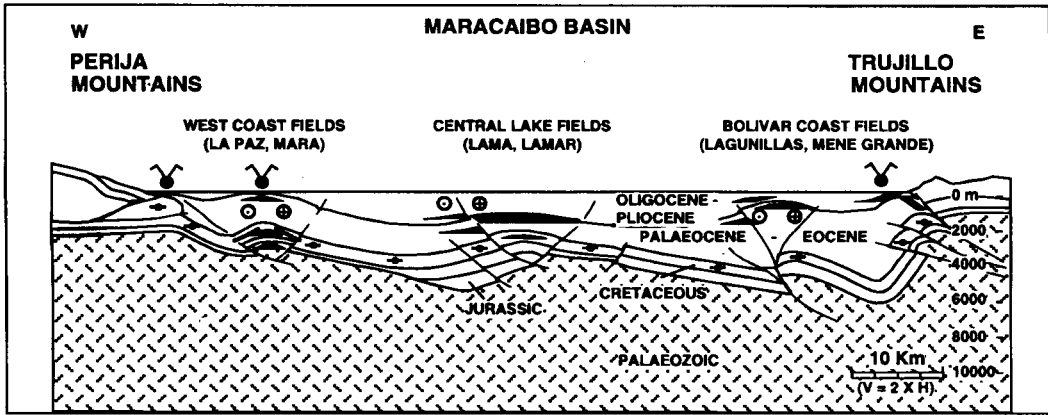 W
MARACAIBO BASIN
E
PERIJA
MOUNTAINS
TRUJILLO
MOUNTAINS
WEST COAST FIELDS
(LA PAZ, MARA)
CENTRAL LAKE FIELDS
(LAMA, LAMAR)
BOLIVAR COAST FIELDS
(LAGUNILLAS, MENE GRANDE)
0 m
OLIGOCENE -
PLIOCENE
PALAEOCENE - EOCENE
2000
4000
CRETACEOUS
JURASSIC
6000
8000
PALAEOZOIC
10 Km
10000
(V = 2 X H)